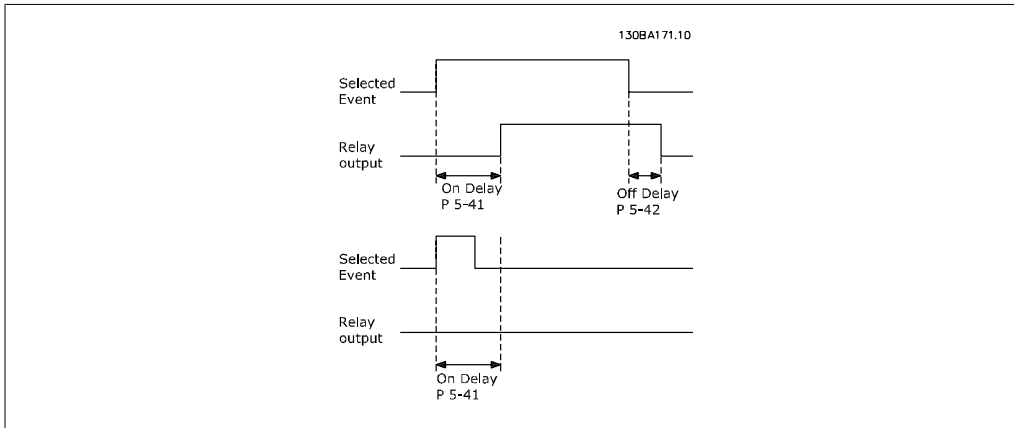 130BA171.10
Selected
Event
Relay
output
On Delay
P 5-41
Off Delay
P 5-42
Selected
Event
Relay
output
On Delay
P 5-41